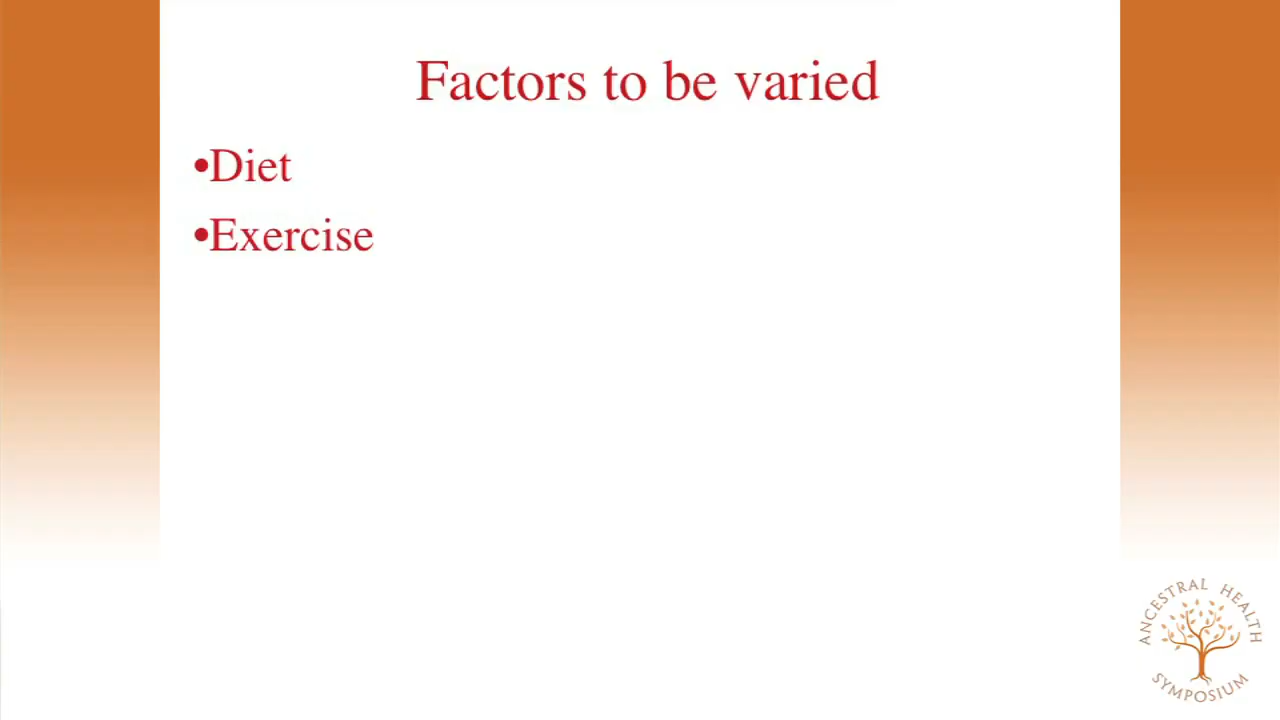 Factors to be varied
•Diet
•Exercise
ANCESTRAL HEALTH
SYMPOSIUM